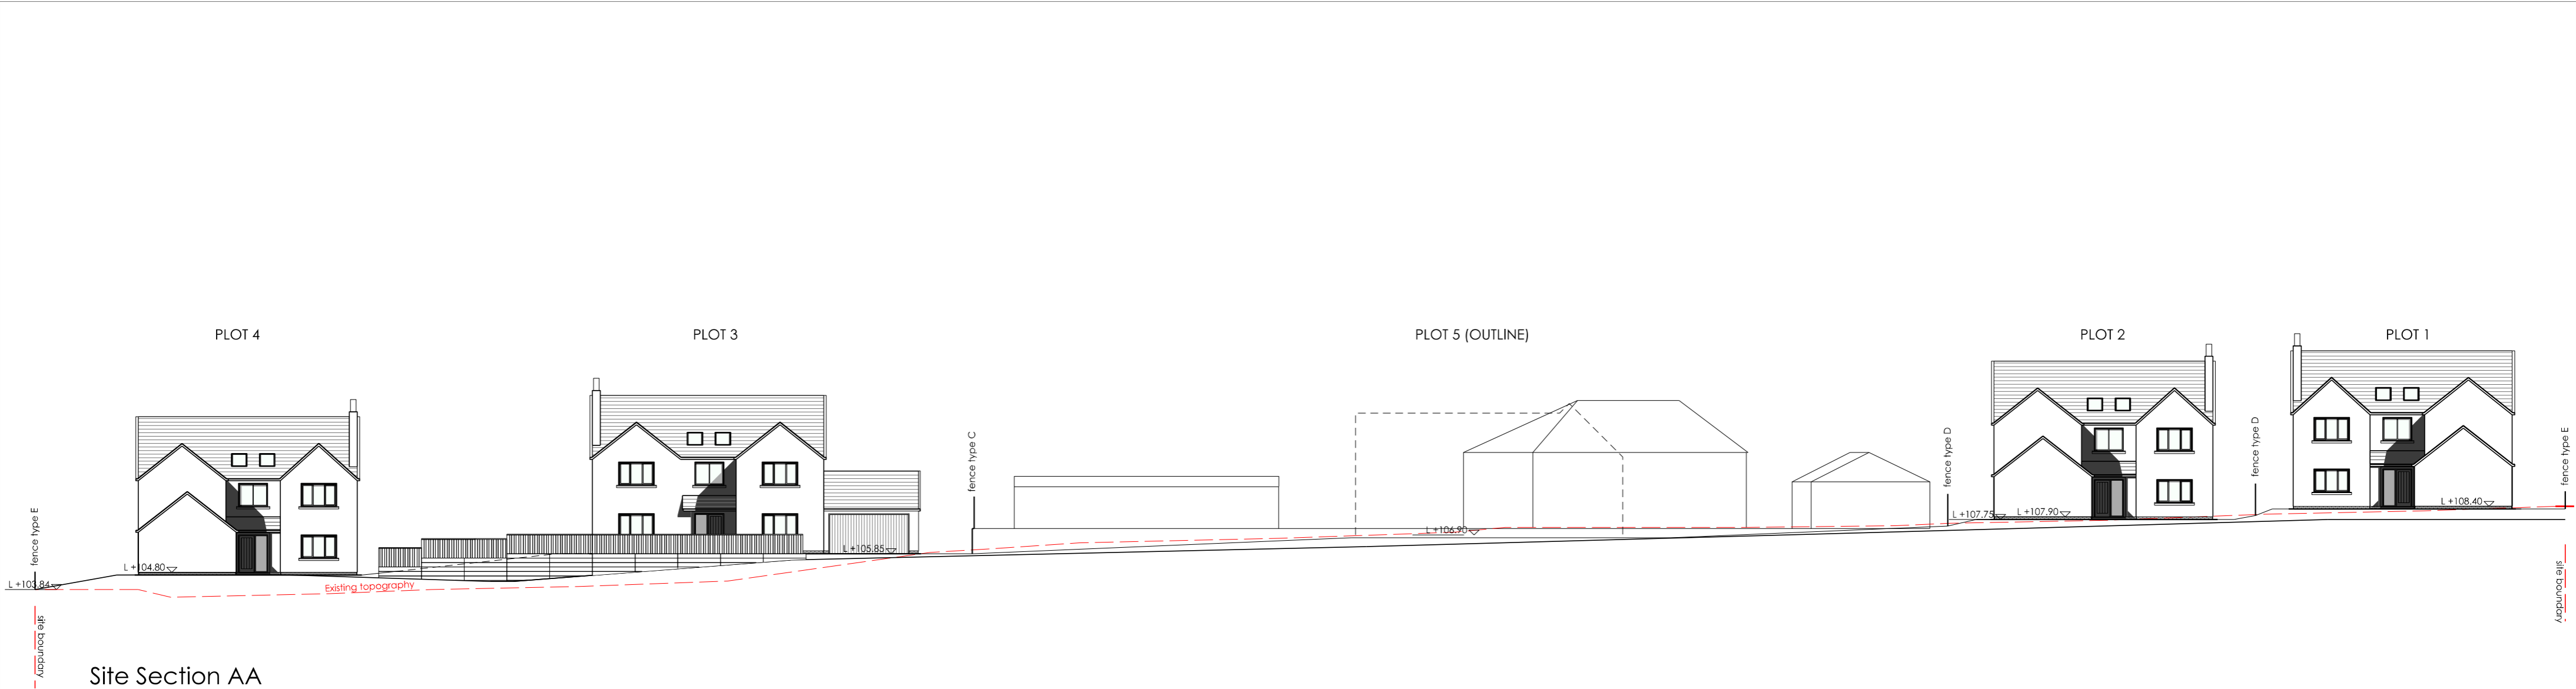 PLOT 4
PLOT 3
PLOT 5 (OUTLINE)
PLOT 2
PLOT 1
fence type E
fence type C
fence type D
fence type D
fence type E
L +103.84
L +104.80
L +105.85
L +106.90
L +107.75
L +107.90
L +108.40
Existing topography
site boundary
site boundary
Site Section AA